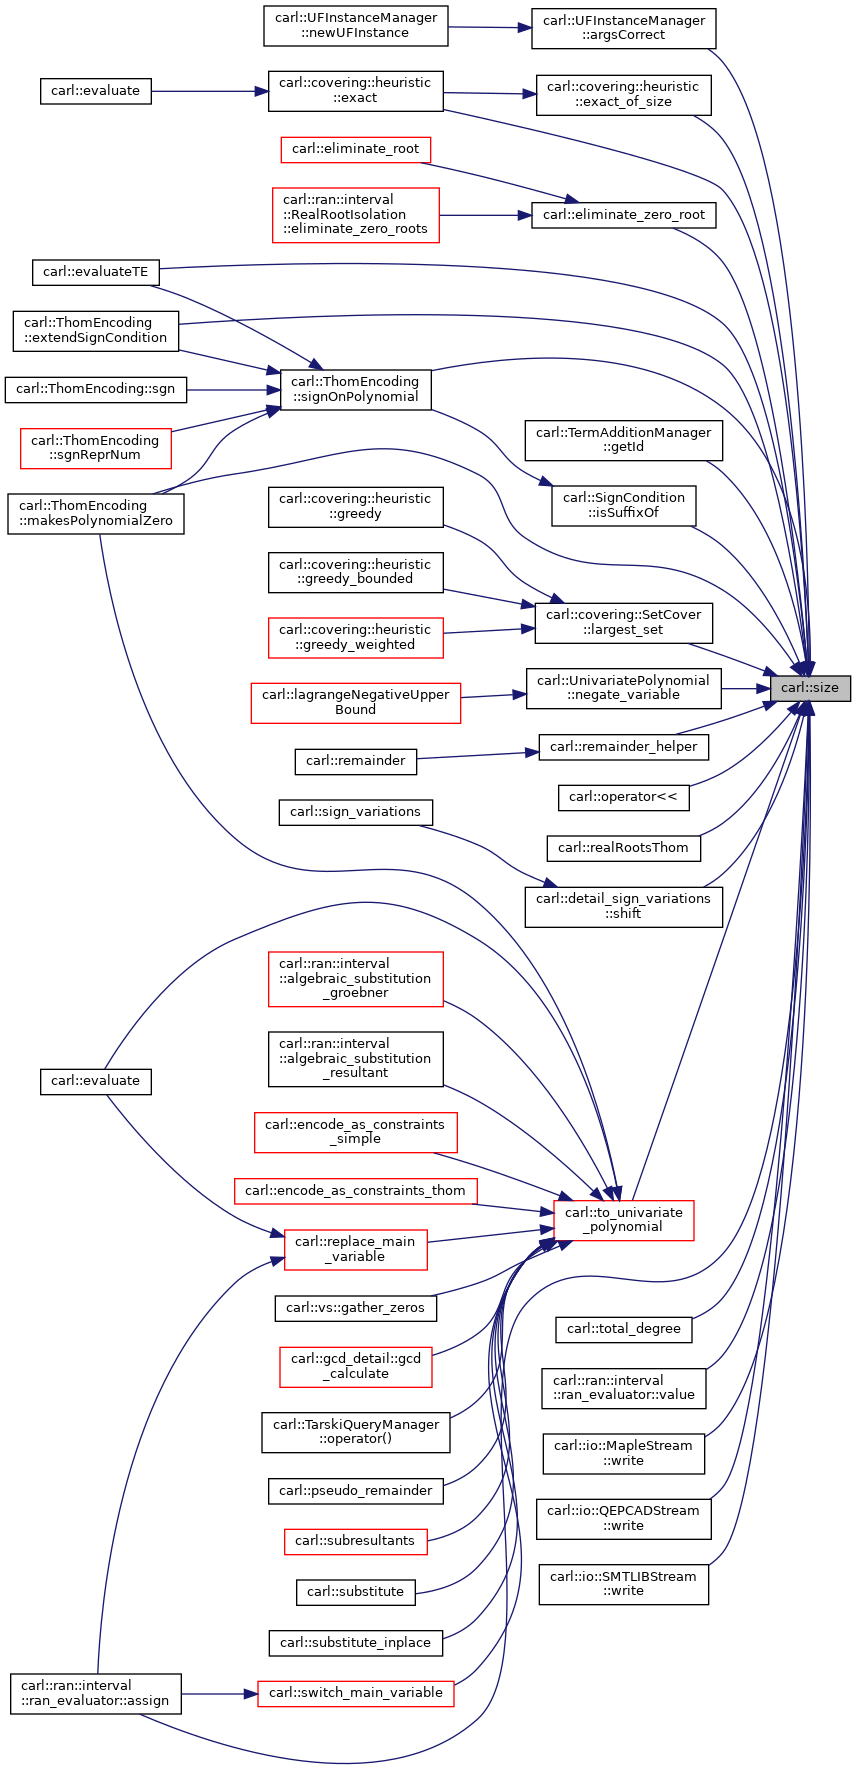 carl::UFInstanceManager
::newUFInstance
carl::UFInstanceManager
::argsCorrect
carl::evaluate
carl::covering::heuristic
::exact
carl::covering::heuristic
::exact_of_size
carl::eliminate_root
carl::ran::interval
::RealRootIsolation
::eliminate_zero_roots
carl::eliminate_zero_root
carl::evaluateTE
carl::ThomEncoding
::extendSignCondition
carl::ThomEncoding::sgn
carl::ThomEncoding
::signOnPolynomial
carl::ThomEncoding
::sgnReprNum
carl::TermAdditionManager
::getId
carl::ThomEncoding
::makesPolynomialZero
carl::covering::heuristic
::greedy
carl::SignCondition
::isSuffixOf
carl::covering::heuristic
::greedy_bounded
carl::covering::heuristic
::greedy_weighted
carl::covering::SetCover
::largest_set
carl::lagrangeNegativeUpper
Bound
carl::UnivariatePolynomial
::negate_variable
carl::size
carl::remainder
carl::remainder_helper
carl::operator<<
carl::sign_variations
carl::realRootsThom
carl::detail_sign_variations
::shift
carl::ran::interval
::algebraic_substitution
_groebner
carl::ran::interval
::algebraic_substitution
_resultant
carl::evaluate
carl::encode_as_constraints
_simple
carl::encode_as_constraints_thom
carl::to_univariate
_polynomial
carl::replace_main
_variable
carl::vs::gather_zeros
carl::total_degree
carl::gcd_detail::gcd
_calculate
carl::ran::interval
::ran_evaluator::value
carl::TarskiQueryManager
::operator()
carl::io::MapleStream
::write
carl::pseudo_remainder
carl::io::QEPCADStream
::write
carl::subresultants
carl::substitute
carl::io::SMTLIBStream
::write
carl::substitute_inplace
carl::ran::interval
::ran_evaluator::assign
carl::switch_main_variable